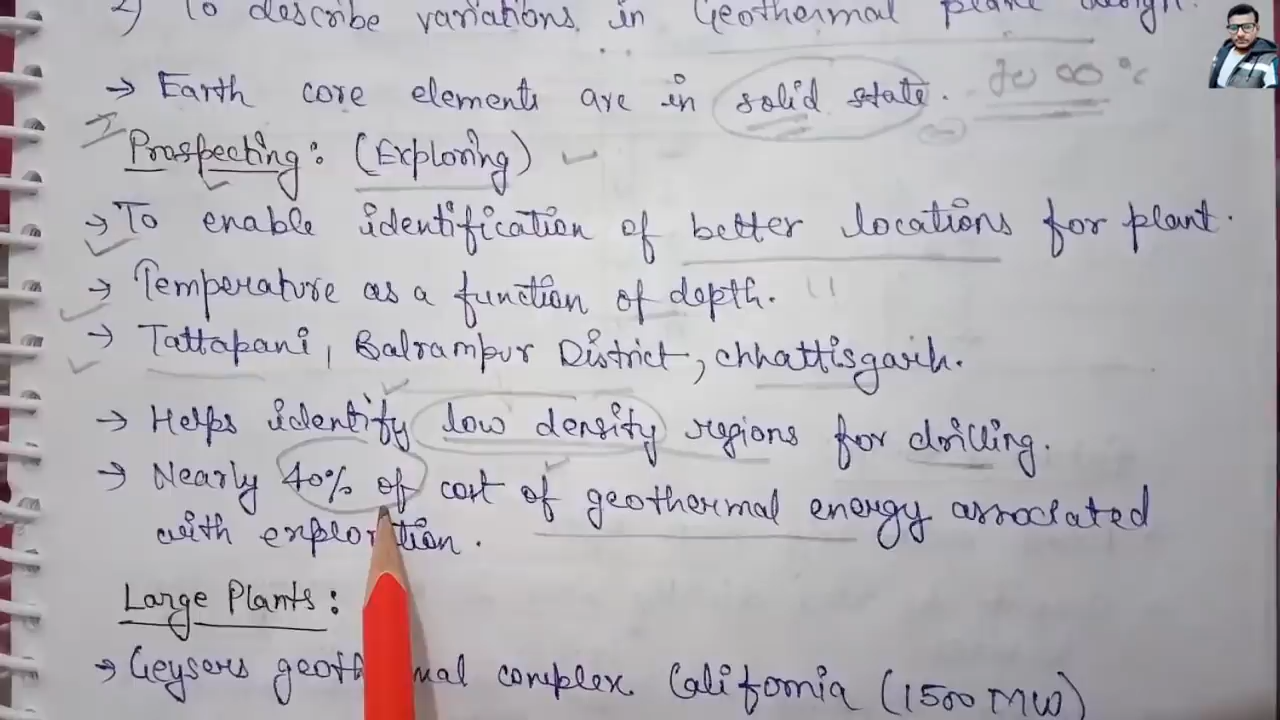 2) To describe variations in Geothermal plant design.
→ Earth core elements are in solid state.
Prospecting: (Exploring)
→ To enable identification of better locations for plant.
→ Temperature as a function of depth.
→ Tattapani, Balrampur District, Chhattisgarh.
→ Helps identify low density regions for drilling.
→ Nearly 40% of cost of geothermal energy associated
with exploration.
Large Plants:
→ Geysers geothermal complex California (1500 MW)